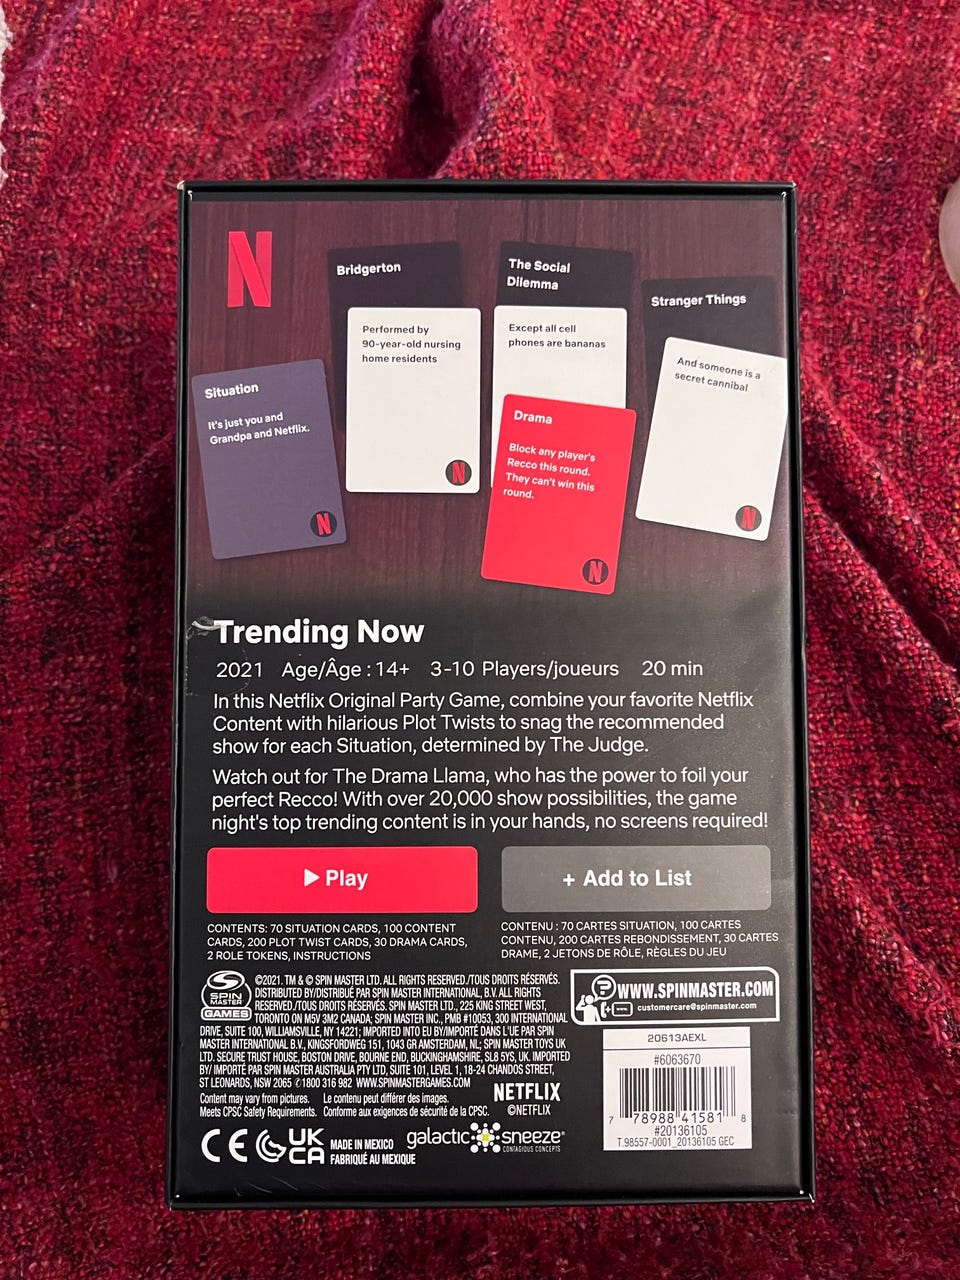 N
Bridgerton
The Social
Dilemma
Stranger Things
Performed by
90-year-old nursing
home residents
N
Except all cell
phones are bananas
And someone is a
secret cannibal
N
Situation
It's just you and
Grandpa and Netflix.
N
Drama
Block any player's
Recco this round.
They can't win this
round.
N
Trending Now
2021 Age/Âge : 14+ 3-10 Players/joueurs 20 min
In this Netflix Original Party Game, combine your favorite Netflix
Content with hilarious Plot Twists to snag the recommended
show for each Situation, determined by The Judge.
Watch out for The Drama Llama, who has the power to foil your
perfect Recco! With over 20,000 show possibilities, the game
night's top trending content is in your hands, no screens required!
Play
+ Add to List
CONTENTS: 70 SITUATION CARDS, 100 CONTENT
CARDS, 200 PLOT TWIST CARDS, 30 DRAMA CARDS,
2 ROLE TOKENS, INSTRUCTIONS
CONTENU : 70 CARTES SITUATION, 100 CARTES
CONTENU, 200 CARTES REBONDISSEMENT, 30 CARTES
DRAME, 2 JETONS DE RÔLE, RÈGLES DU JEU
SPIN
MASTER
GAMES
©2021. TM & © SPIN MASTER LTD. ALL RIGHTS RESERVED./TOUS DROITS RÉSERVÉS.
DISTRIBUTED BY/DISTRIBUÉ PAR SPIN MASTER INTERNATIONAL, B.V. ALL RIGHTS
RESERVED./TOUS DROITS RÉSERVÉS. SPIN MASTER LTD., 225 KING STREET WEST,
TORONTO ON M5V 3M2 CANADA; SPIN MASTER INC., PMB #10053, 300 INTERNATIONAL
DRIVE, SUITE 100, WILLIAMSVILLE, NY 14221; IMPORTED INTO EU BY/IMPORTÉ DANS L'UE PAR SPIN
MASTER INTERNATIONAL B.V., KINGSFORDWEG 151, 1043 GR AMSTERDAM, NL; SPIN MASTER TOYS UK
LTD. SECURE TRUST HOUSE, BOSTON DRIVE, BOURNE END, BUCKINGHAMSHIRE, SL8 5YS, UK. IMPORTED
BY/ IMPORTÉ PAR SPIN MASTER AUSTRALIA PTY LTD, SUITE 101, LEVEL 1, 18-24 CHANDOS STREET,
ST LEONARDS, NSW 2065 ✆1800 316 982 WWW.SPINMASTERGAMES.COM
Content may vary from pictures. Le contenu peut différer des images.
Meets CPSC Safety Requirements. Conforme aux exigences de sécurité de la CPSC.
NETFLIX
©NETFLIX
? WWW.SPINMASTER.COM
customercare@spinmaster.com
20613AEXL
#6063670
7 78988 41581 8
#20136105
T.98557-0001_20136105 GEC
CE UK
CA
MADE IN MEXICO
FABRIQUÉ AU MEXIQUE
galactic sneeze
CONTAGIOUS CONCEPTS